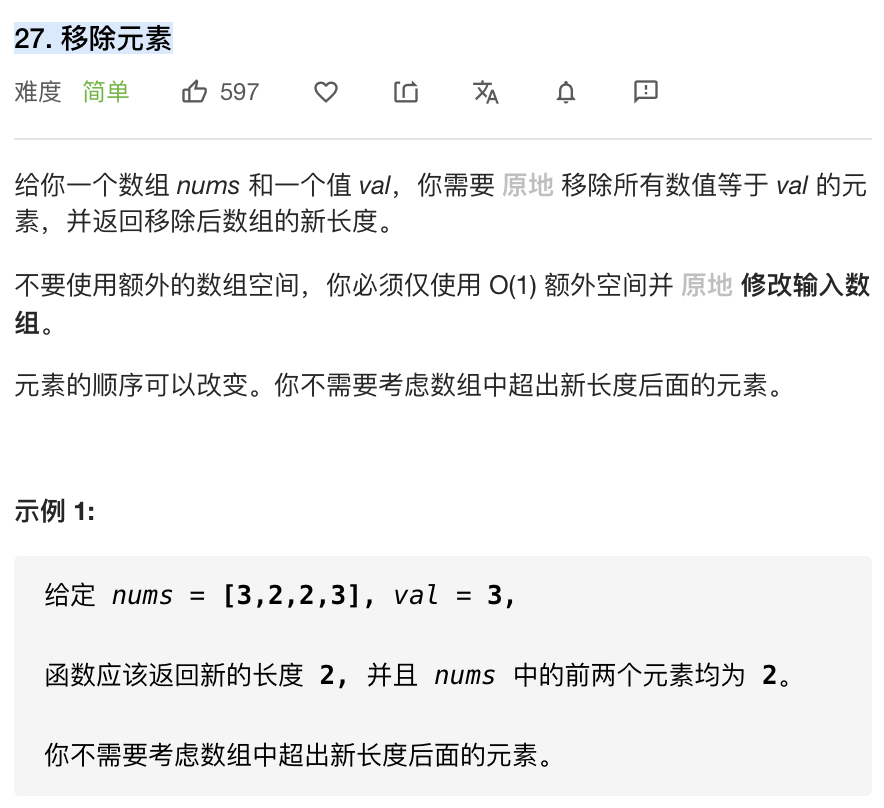 27. 移除元素
难度 简单 597
给你一个数组 nums 和一个值 val，你需要 原地 移除所有数值等于 val 的元
素，并返回移除后数组的新长度。
不要使用额外的数组空间，你必须仅使用 O(1) 额外空间并 原地 修改输入数
组。
元素的顺序可以改变。你不需要考虑数组中超出新长度后面的元素。
示例 1:
给定 nums = [3,2,2,3], val = 3,
函数应该返回新的长度 2, 并且 nums 中的前两个元素均为 2。
你不需要考虑数组中超出新长度后面的元素。